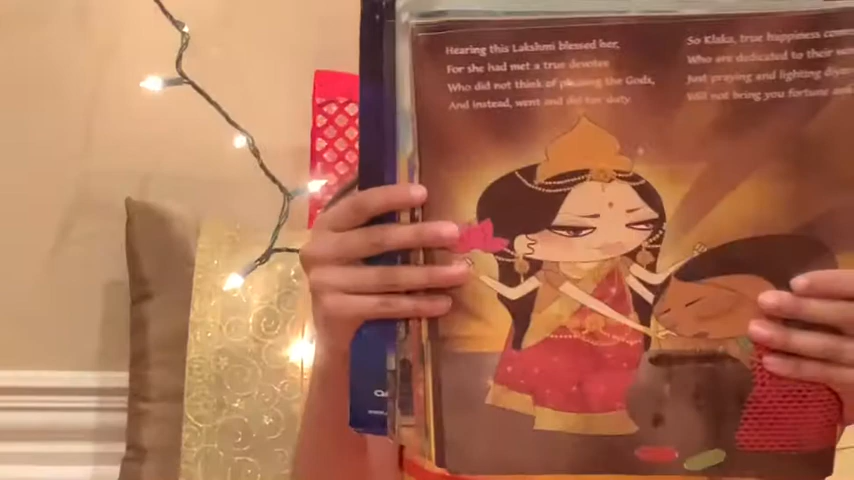 Hearing this Lakshmi blessed her,
For she had met a true devotee
Who did not think of pleasing the Gods,
And instead, went and did her duty
So Klaka, true happiness
Who are dedicated to their
Just praying and lighting
Will not bring you fortune